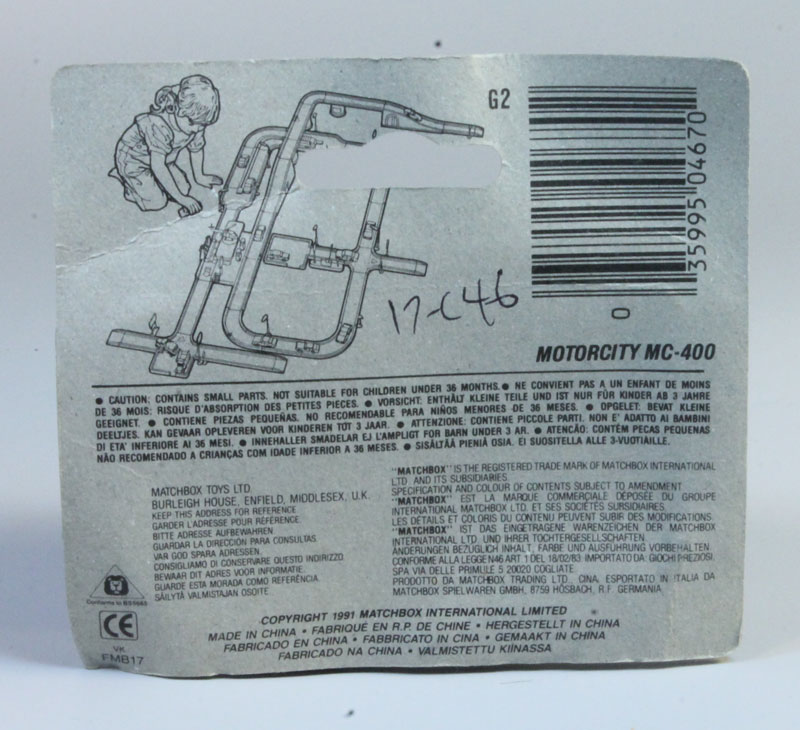 G2
35995 04670
0
17-C46
MOTORCITY MC-400
● CAUTION: CONTAINS SMALL PARTS. NOT SUITABLE FOR CHILDREN UNDER 36 MONTHS. ● NE CONVIENT PAS A UN ENFANT DE MOINS
DE 36 MOIS: RISQUE D'ABSORPTION DES PETITES PIECES. ● VORSICHT: ENTHÄLT KLEINE TEILE UND IST NUR FÜR KINDER AB 3 JAHRE
GEEIGNET. ● CONTIENE PIEZAS PEQUEÑAS. NO RECOMENDABLE PARA NIÑOS MENORES DE 36 MESES. ● OPGELET: BEVAT KLEINE
DEELTJES. KAN GEVAAR OPLEVEREN VOOR KINDEREN TOT 3 JAAR. ● ATTENZIONE: CONTIENE PICCOLE PARTI. NON E' ADATTO AI BAMBINI
DI ETA' INFERIORE AI 36 MESI. ● INNEHALLER SMADELAR EJ LAMPLIGT FOR BARN UNDER 3 AR. ● ATENCÃO: CONTÉM PEÇAS PEQUENAS
NÃO RECOMENDADO A CRIANÇAS COM IDADE INFERIOR A 36 MESES. ● SISÄLTÄÄ PIENIÄ OSIA. EI SUOSITELLA ALLE 3-VUOTIAILLE.
MATCHBOX TOYS LTD.
BURLEIGH HOUSE, ENFIELD, MIDDLESEX, U.K.
KEEP THIS ADDRESS FOR REFERENCE
GARDER L'ADRESSE POUR RÉFÉRENCE
BITTE ADRESSE AUFBEWAHREN
GUARDAR LA DIRECCIÓN PARA CONSULTAS
VAR GOD SPARA ADRESSEN.
CONSIGLIAMO DI CONSERVARE QUESTO INDIRIZZO
BEWAAR DIT ADRES VOOR INFORMATIE.
GUARDE ESTA MORADA COMO REFERÊNCIA.
SÄILYTÄ VALMISTAJAN OSOITE
"MATCHBOX" IS THE REGISTERED TRADE MARK OF MATCHBOX INTERNATIONAL
LTD. AND ITS SUBSIDIARIES.
SPECIFICATION AND COLOUR OF CONTENTS SUBJECT TO AMENDMENT.
"MATCHBOX" EST LA MARQUE COMMERCIALE DÉPOSÉE DU GROUPE
INTERNATIONAL MATCHBOX LTD. ET SES SOCIÉTÉS SUBSIDIAIRES.
LES DÉTAILS ET COLORIS DU CONTENU PEUVENT SUBIR DES MODIFICATIONS.
"MATCHBOX" IST DAS EINGETRAGENE WARENZEICHEN DER MATCHBOX
INTERNATIONAL LTD. UND IHRER TOCHTERGESELLSCHAFTEN.
ÄNDERUNGEN BEZÜGLICH INHALT, FARBE UND AUSFÜHRUNG VORBEHALTEN
CONFORME ALLA LEGGE N46 ART 1 DEL 18/02/83 IMPORTATO DA: GIOCHI PREZIOSI
SPA VIA DELLE PRIMULE 5 20020 COGLIATE.
PRODOTTO DA MATCHBOX TRADING LTD. CINA. ESPORTATO IN ITALIA DA
MATCHBOX SPIELWAREN GMBH, 8759 HÖSBACH, R.F. GERMANIA.
Conforms to BS5665
CE
VK
FMB17
COPYRIGHT 1991 MATCHBOX INTERNATIONAL LIMITED
MADE IN CHINA • FABRIQUE EN R.P. DE CHINE • HERGESTELLT IN CHINA
FABRICADO EN CHINA • FABBRICATO IN CINA • GEMAAKT IN CHINA
FABRICADO NA CHINA • VALMISTETTU KIINASSA